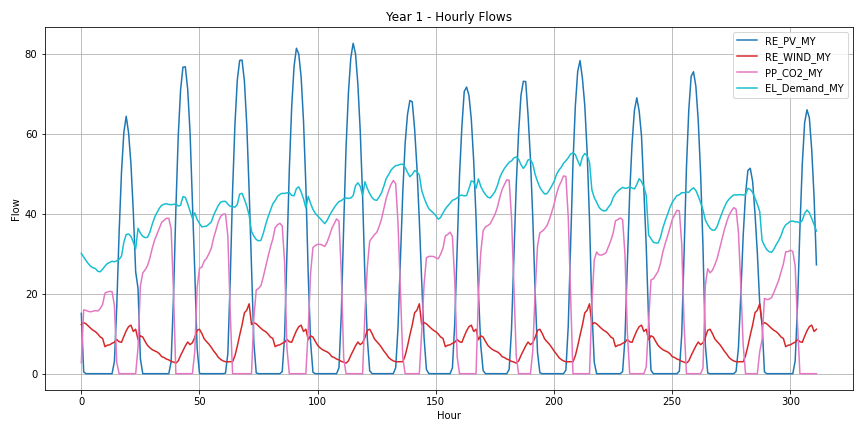 Year 1 - Hourly Flows
RE_PV_MY
RE_WIND_MY
PP_CO2_MY
EL_Demand_MY
Flow
80
60
40
20
0
0 50 100 150 200 250 300
Hour